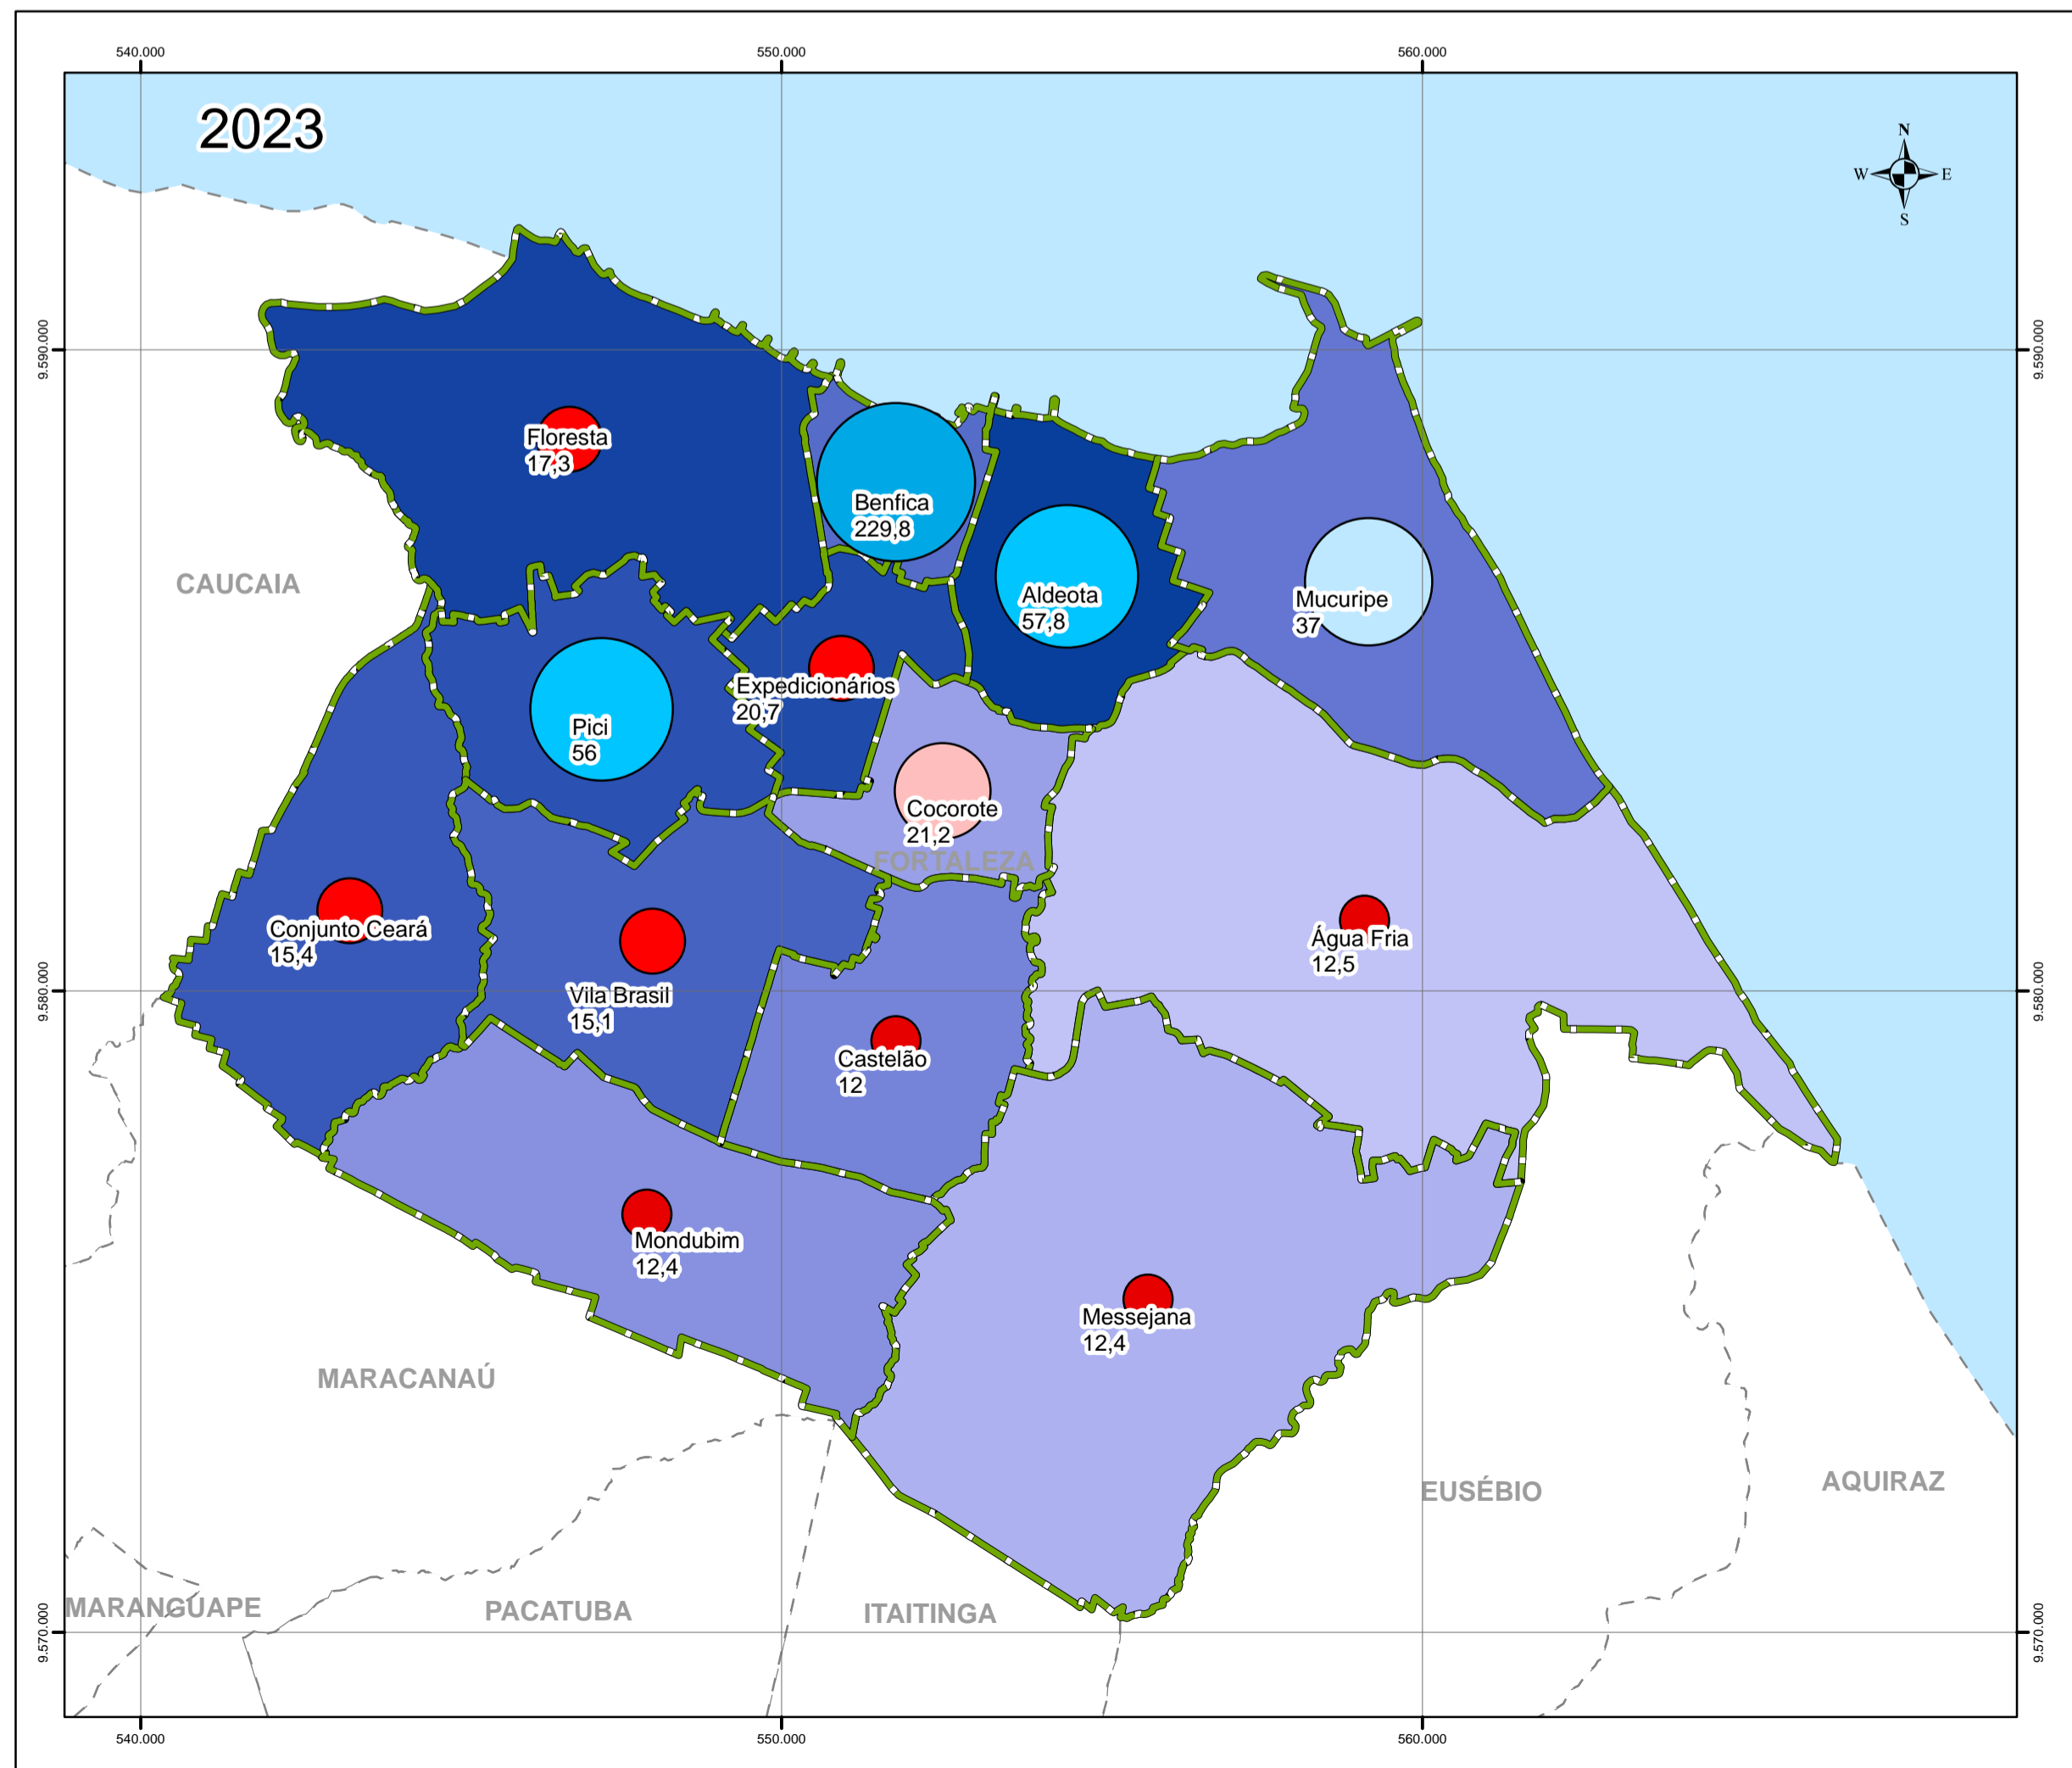 540.000
550.000
560.000
2023
N
W
E
S
9.590.000
9.590.000
Floresta
17,3
Benfica
229,8
CAUCAIA
Aldeota
57,8
Mucuripe
37
Expedicionários
20,7
Pici
56
Cocorote
21,2
FORTALEZA
Conjunto Ceará
15,4
Água Fria
12,5
Vila Brasil
15,1
9.580.000
9.580.000
Castelão
12
Mondubim
12,4
Messejana
12,4
MARACANAÚ
EUSÉBIO
AQUIRAZ
MARANGUAPE
PACATUBA
ITAITINGA
9.570.000
9.570.000
540.000
550.000
560.000